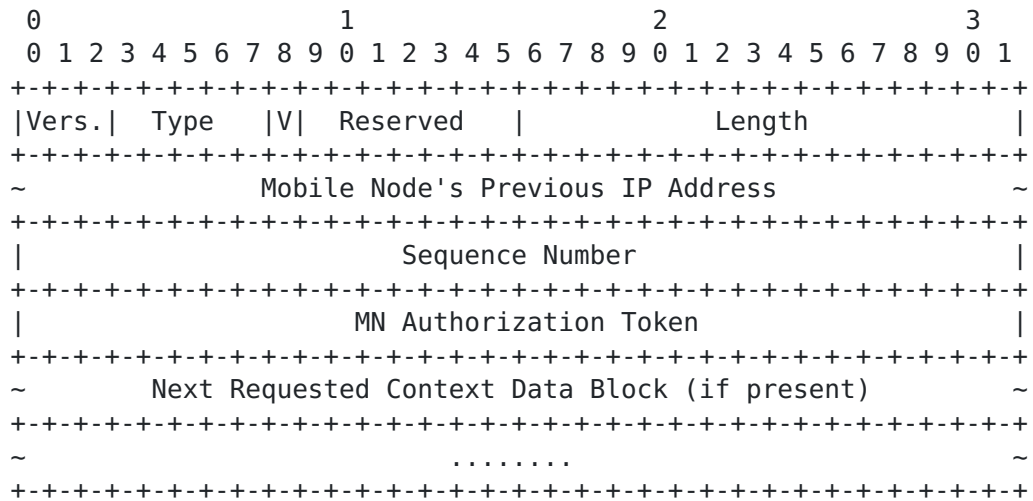 0                   1                   2                   3
 0 1 2 3 4 5 6 7 8 9 0 1 2 3 4 5 6 7 8 9 0 1 2 3 4 5 6 7 8 9 0 1
+-+-+-+-+-+-+-+-+-+-+-+-+-+-+-+-+-+-+-+-+-+-+-+-+-+-+-+-+-+-+-+-+
|Vers.|  Type   |V|  Reserved   |            Length             |
+-+-+-+-+-+-+-+-+-+-+-+-+-+-+-+-+-+-+-+-+-+-+-+-+-+-+-+-+-+-+-+-+
~               Mobile Node's Previous IP Address               ~
+-+-+-+-+-+-+-+-+-+-+-+-+-+-+-+-+-+-+-+-+-+-+-+-+-+-+-+-+-+-+-+-+
|                        Sequence Number                        |
+-+-+-+-+-+-+-+-+-+-+-+-+-+-+-+-+-+-+-+-+-+-+-+-+-+-+-+-+-+-+-+-+
|                     MN Authorization Token                    |
+-+-+-+-+-+-+-+-+-+-+-+-+-+-+-+-+-+-+-+-+-+-+-+-+-+-+-+-+-+-+-+-+
~        Next Requested Context Data Block (if present)         ~
+-+-+-+-+-+-+-+-+-+-+-+-+-+-+-+-+-+-+-+-+-+-+-+-+-+-+-+-+-+-+-+-+
~                           ........                            ~
+-+-+-+-+-+-+-+-+-+-+-+-+-+-+-+-+-+-+-+-+-+-+-+-+-+-+-+-+-+-+-+-+